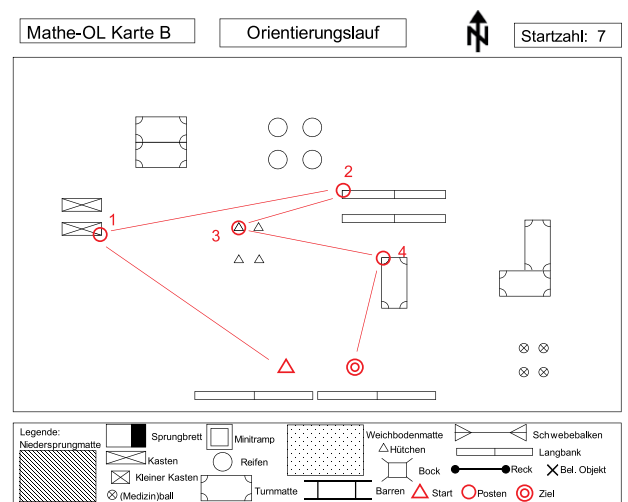 Mathe-OL Karte B
Orientierungslauf
N
Startzahl: 7
2
1
3
4
Legende:
Niedersprungmatte
Sprungbrett
Minitramp
Weichbodenmatte
Schwebebalken
Hütchen
Kasten
Reifen
Langbank
Kleiner Kasten
Bock
Reck
Bel. Objekt
(Medizin)ball
Turnmatte
Barren
Start
Posten
Ziel